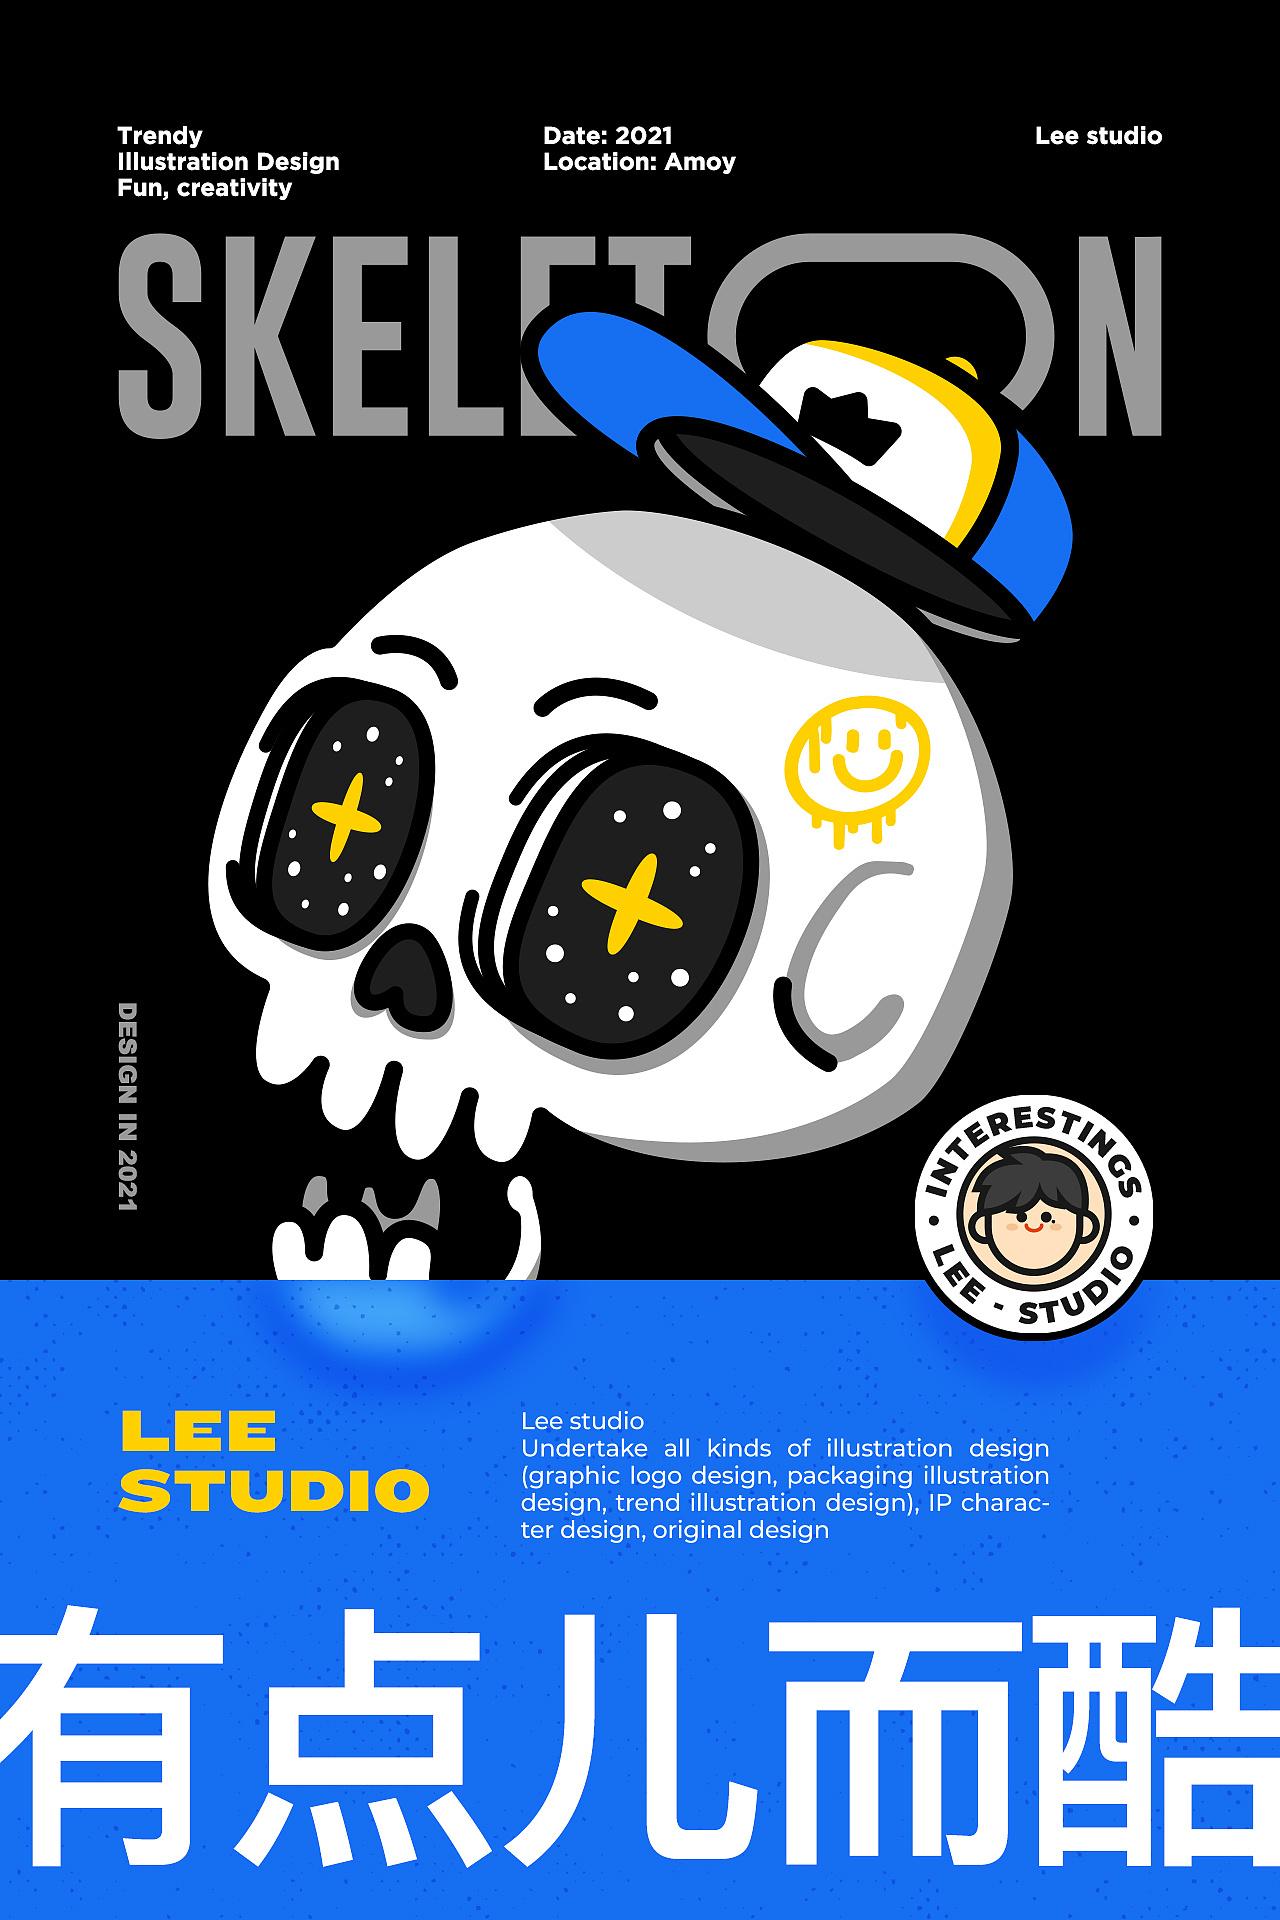 Trendy
Illustration Design
Fun, creativity
Date: 2021
Location: Amoy
Lee studio
SKELETON
DESIGN IN 2021
INTERESTINGS
LEE - STUDIO
LEE
STUDIO
Lee studio
Undertake all kinds of illustration design
(graphic logo design, packaging illustration
design, trend illustration design), IP charac-
ter design, original design
有点儿而酷